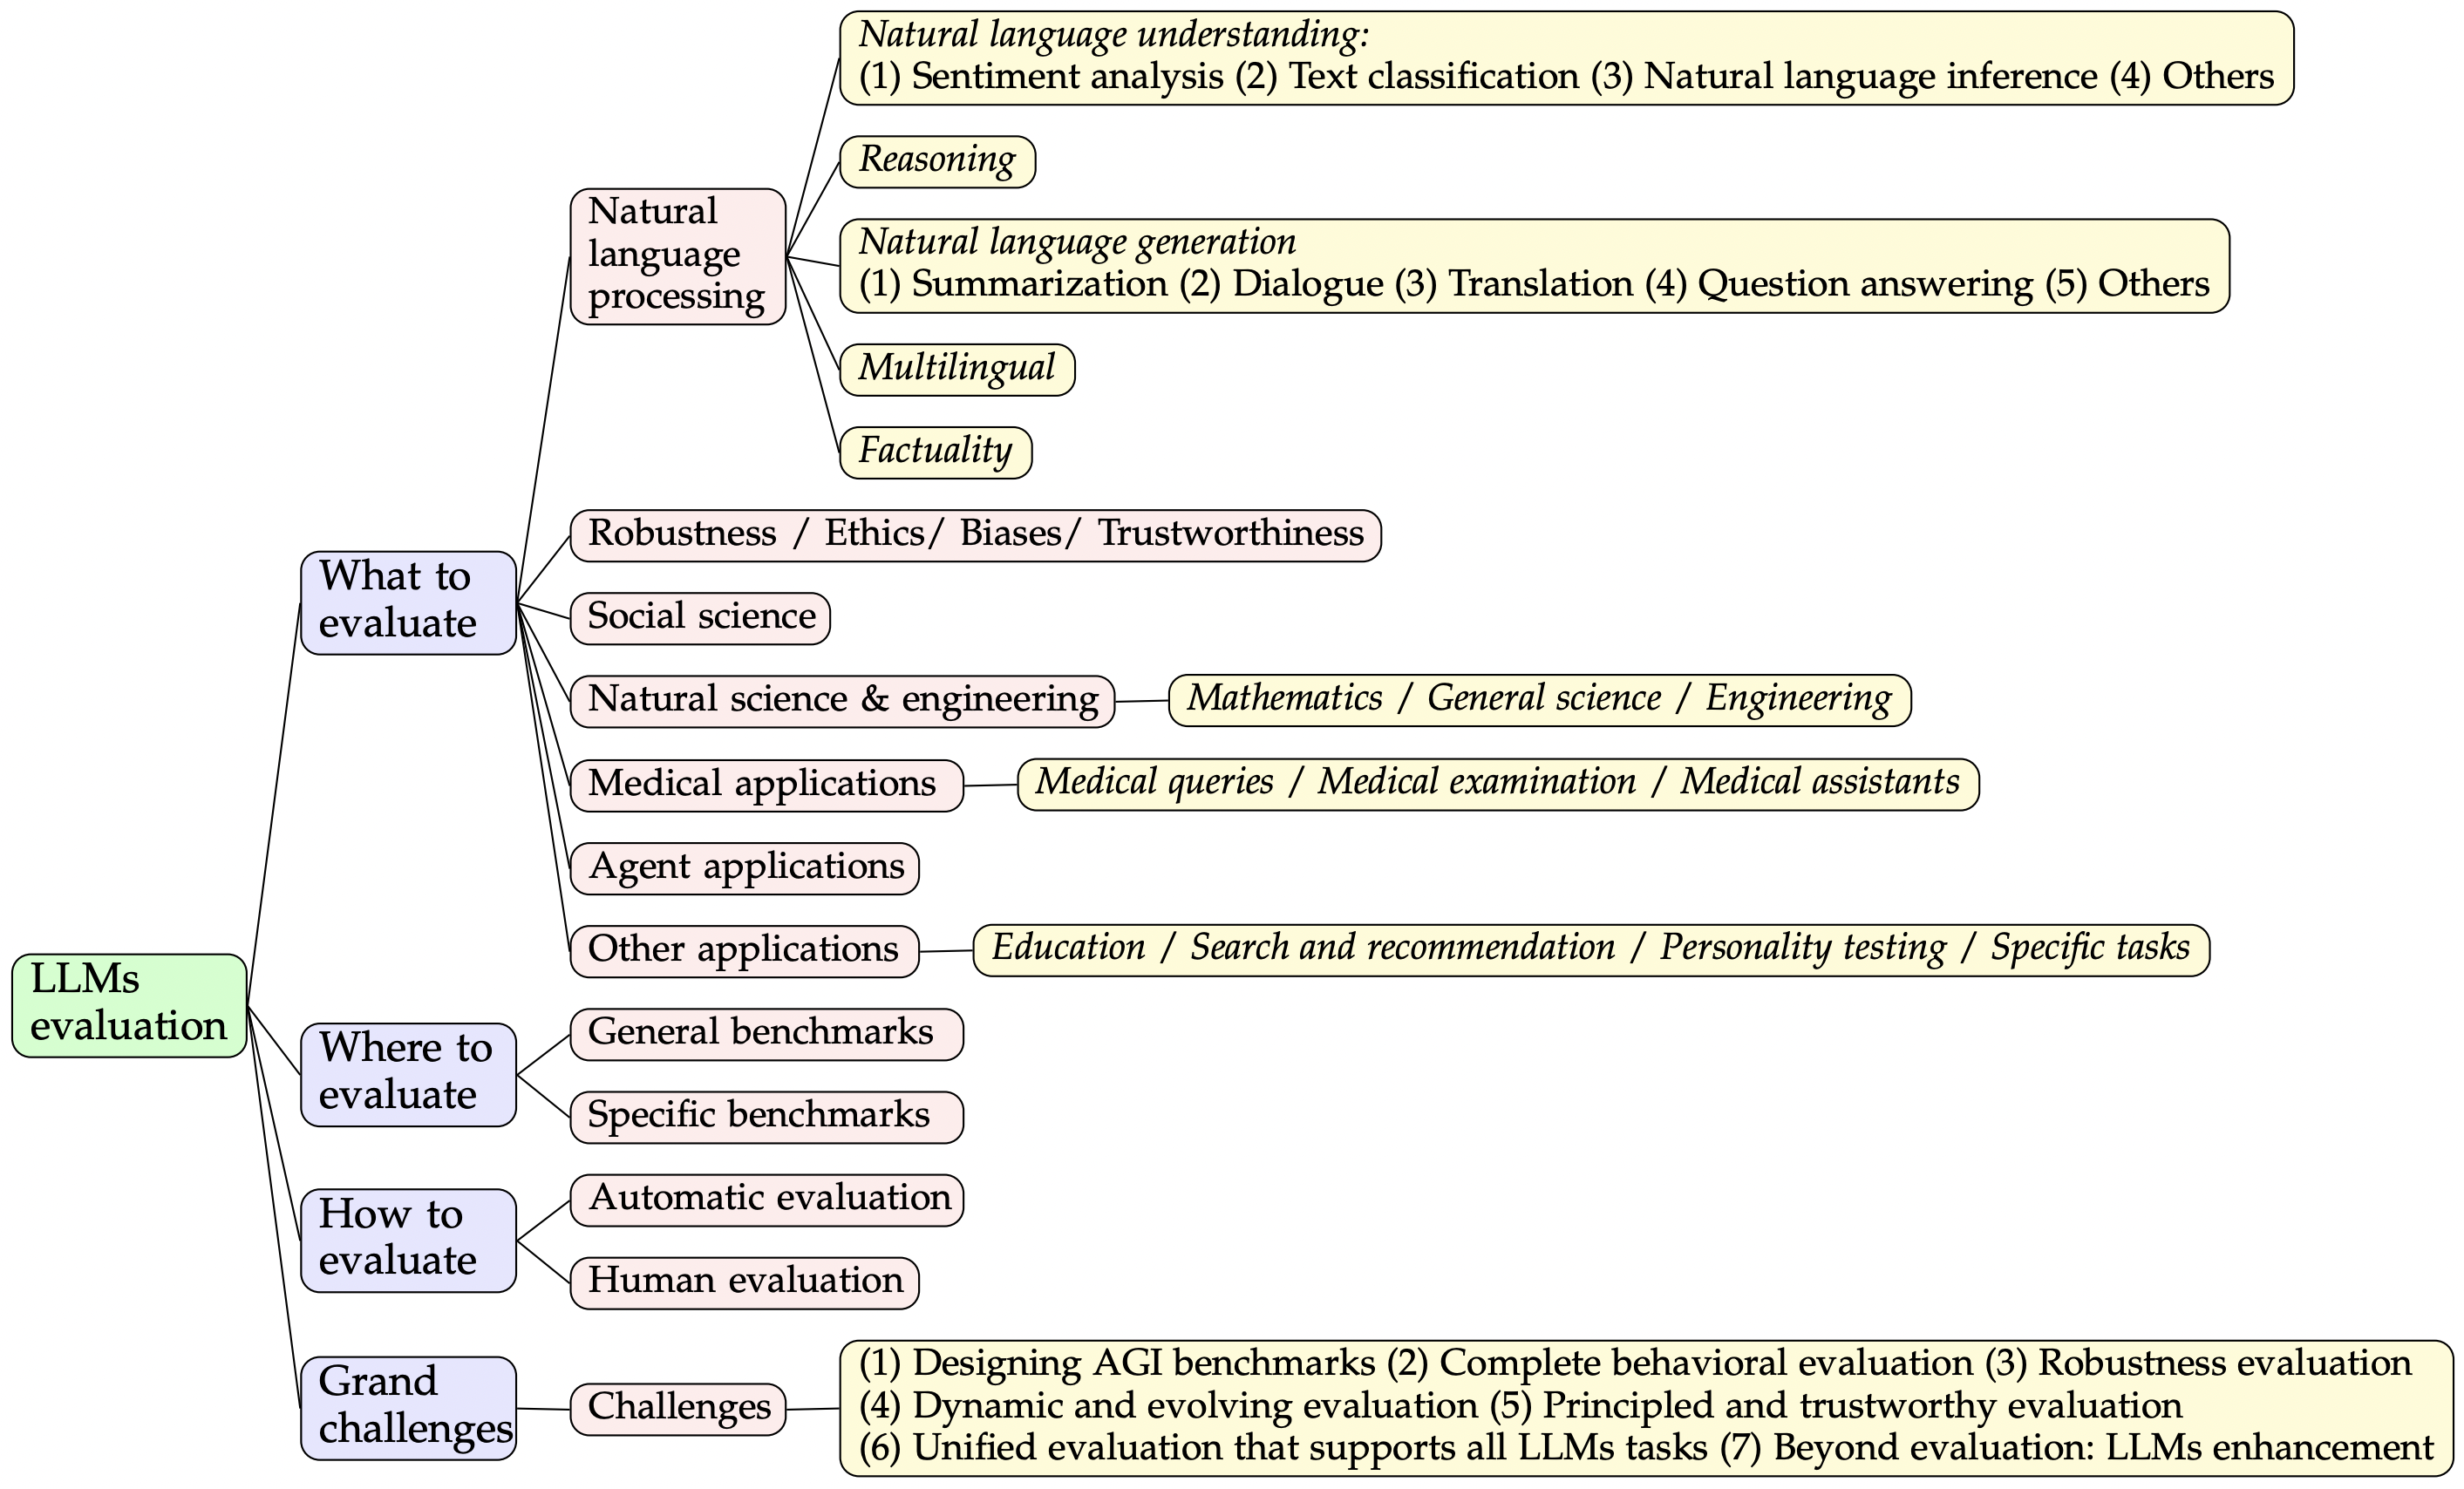 Natural language understanding:
(1) Sentiment analysis (2) Text classification (3) Natural language inference (4) Others
Reasoning
Natural
language
processing
Natural language generation
(1) Summarization (2) Dialogue (3) Translation (4) Question answering (5) Others
Multilingual
Factuality
What to
evaluate
Robustness / Ethics/ Biases/ Trustworthiness
Social science
Natural science & engineering
Mathematics / General science / Engineering
Medical applications
Medical queries / Medical examination / Medical assistants
Agent applications
Other applications
Education / Search and recommendation / Personality testing / Specific tasks
LLMs
evaluation
Where to
evaluate
General benchmarks
Specific benchmarks
How to
evaluate
Automatic evaluation
Human evaluation
Grand
challenges
Challenges
(1) Designing AGI benchmarks (2) Complete behavioral evaluation (3) Robustness evaluation
(4) Dynamic and evolving evaluation (5) Principled and trustworthy evaluation
(6) Unified evaluation that supports all LLMs tasks (7) Beyond evaluation: LLMs enhancement